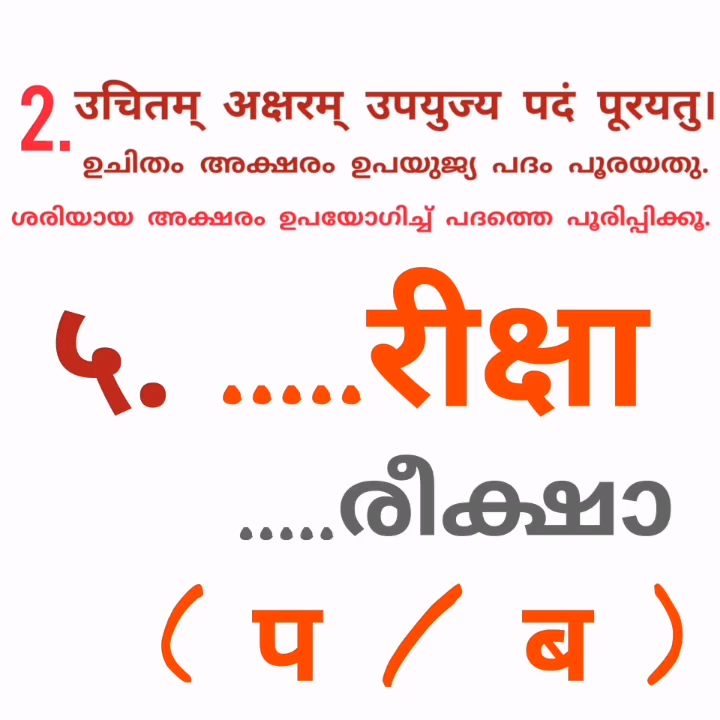 2. उचितम् अक्षरम् उपयुज्य पदं पूरयतु।
ഉചിതം അക്ഷരം ഉപയുജ്യ പദം പൂരയതു.
ശരിയായ അക്ഷരം ഉപയോഗിച്ച് പദത്തെ പൂരിപ്പിക്കൂ.
५. .....रीक्षा
.....രീക്ഷാ
( प / ब )